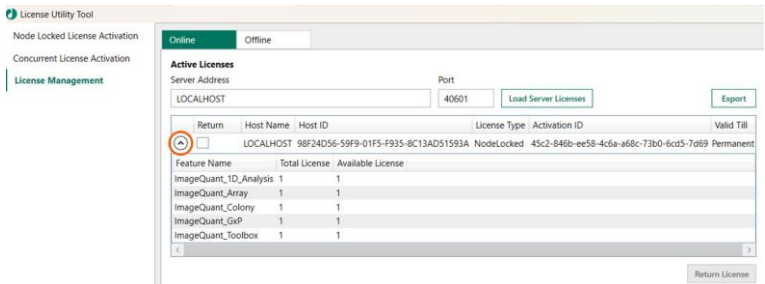 License Utility Tool
Node Locked License Activation
Concurrent License Activation
License Management
Online Offline
Active Licenses
Server Address Port
LOCALHOST 40601 Load Server Licenses Export
Return Host Name Host ID License Type Activation ID Valid Till
LOCALHOST 98F24D56-59F9-01F5-F935-8C13AD51593A NodeLocked 45c2-846b-ee58-4c6a-a68c-73b0-6cd5-7d69 Permanent
Feature Name Total License Available License
ImageQuant_1D_Analysis 1 1
ImageQuant_Array 1 1
ImageQuant_Colony 1 1
ImageQuant_GxP 1 1
ImageQuant_Toolbox 1 1
Return License